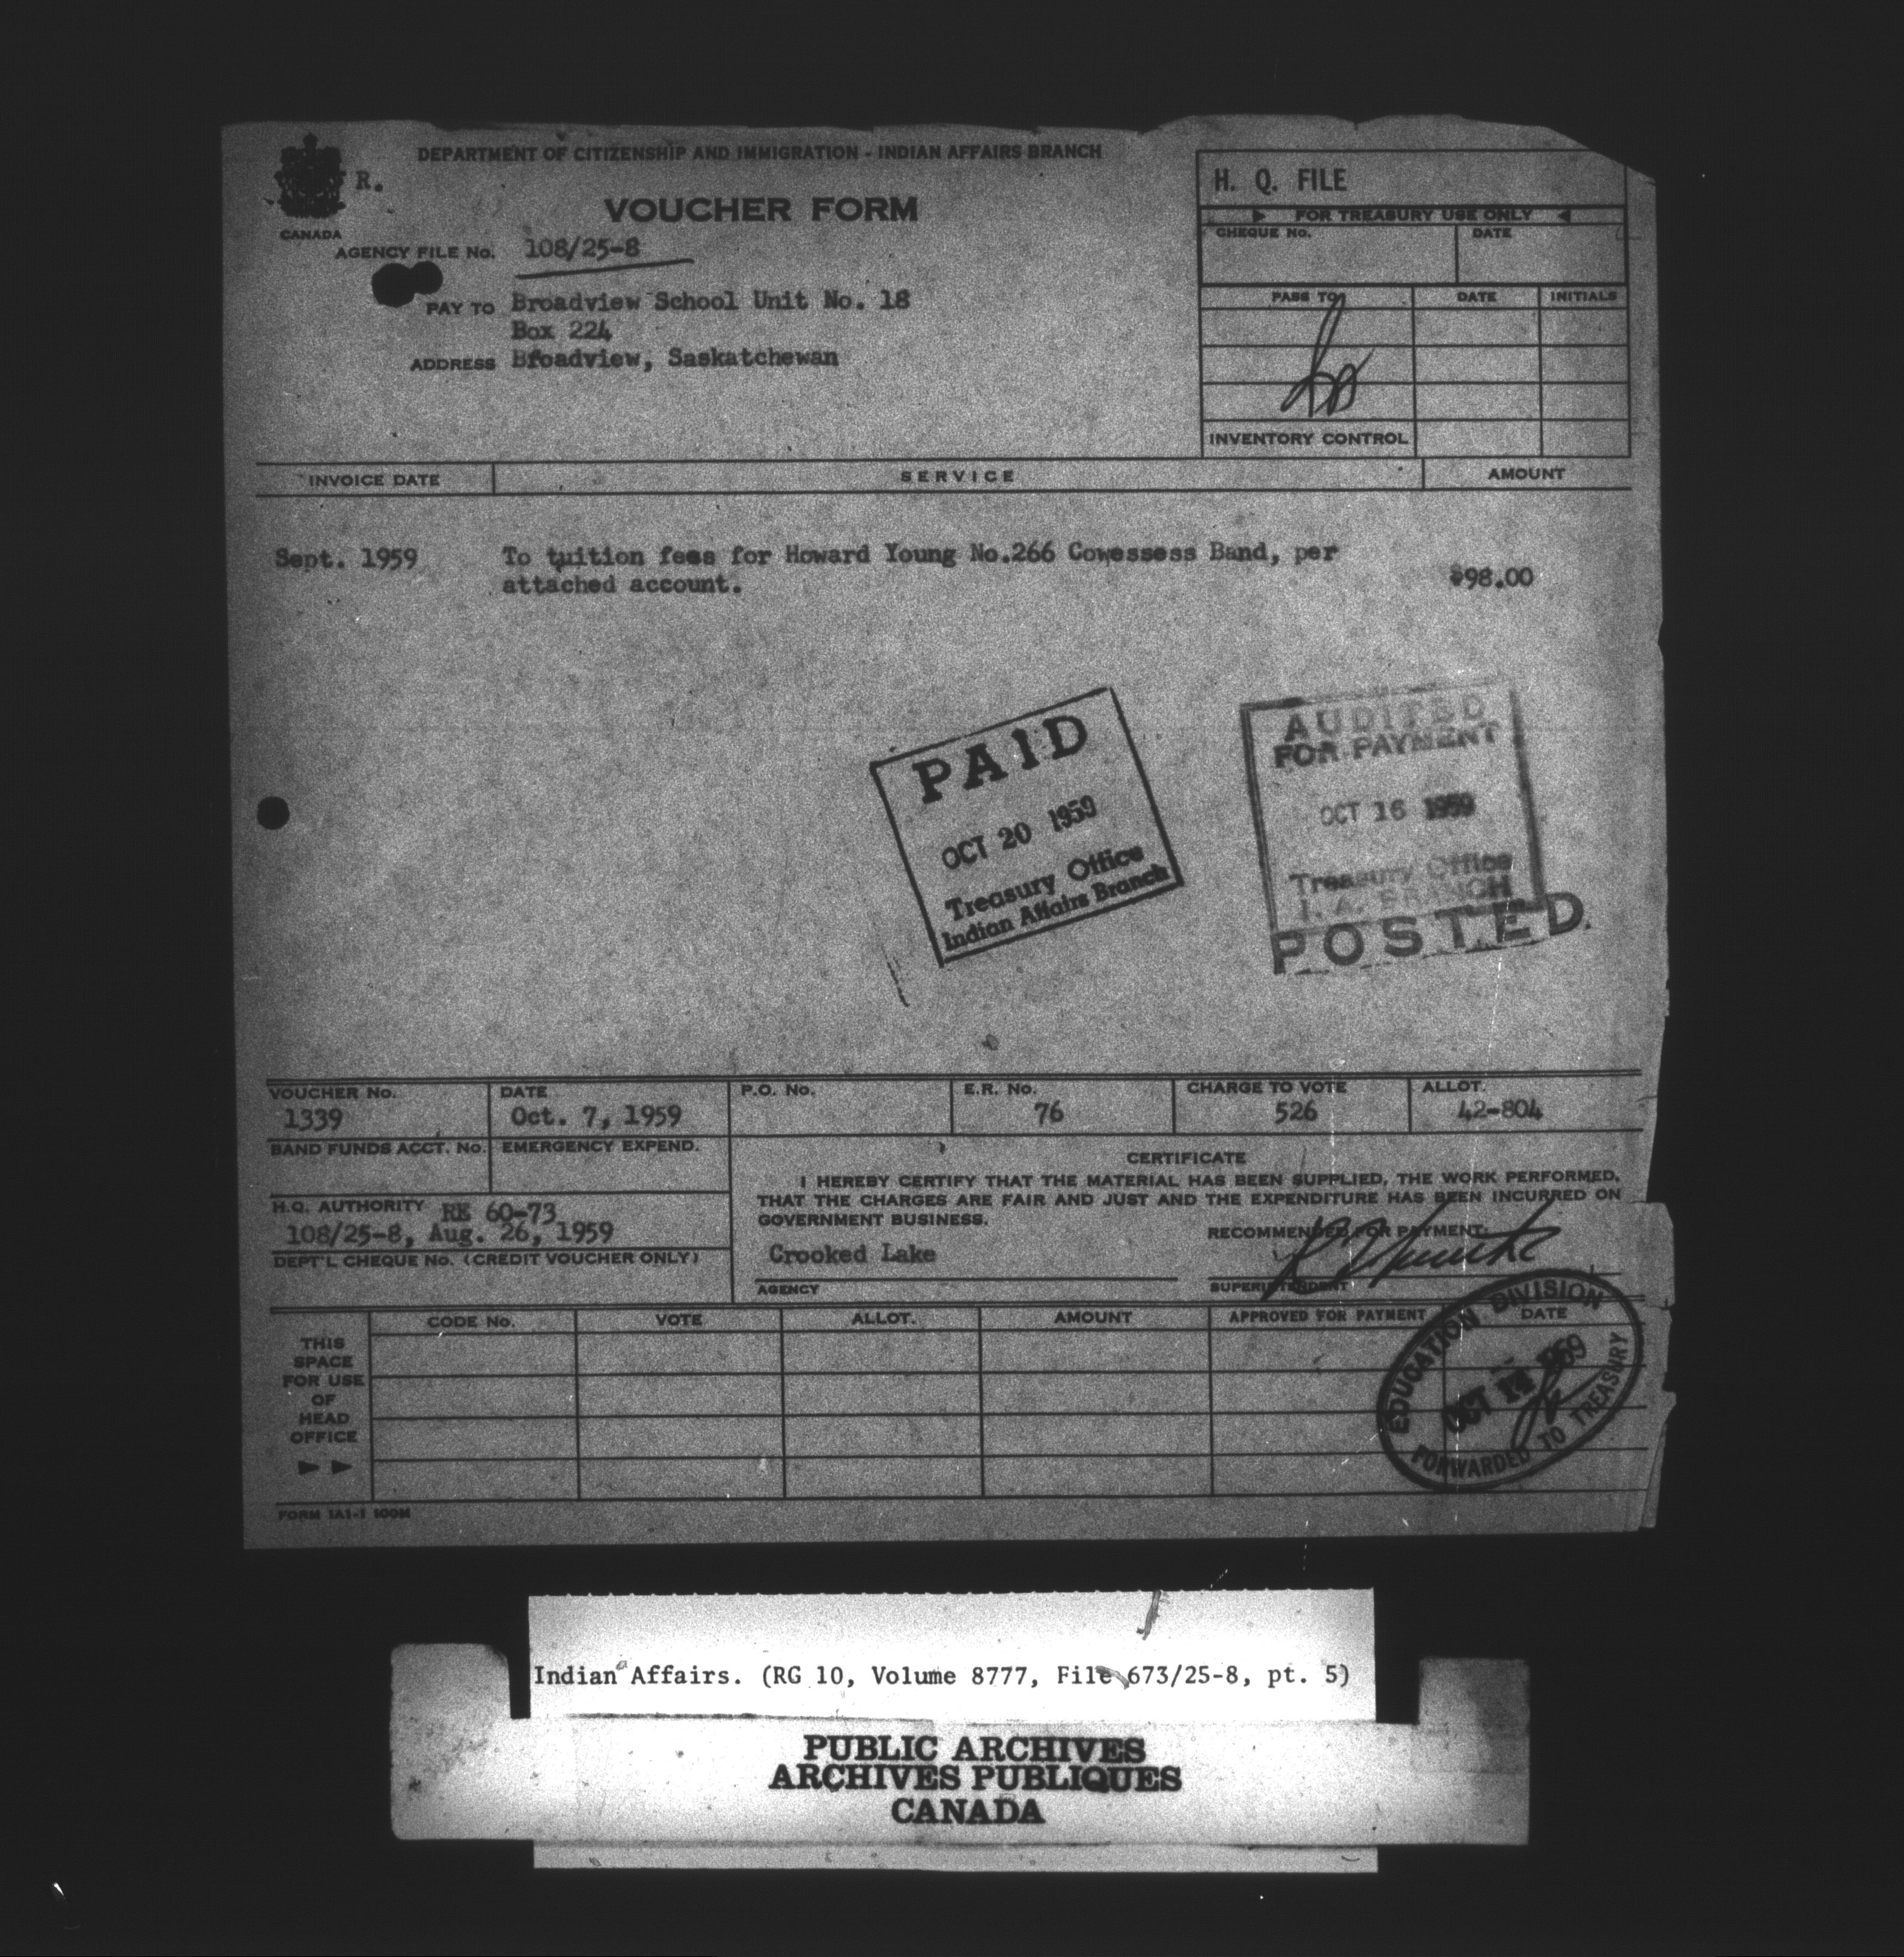 DEPARTMENT OF CITIZENSHIP AND IMMIGRATION - INDIAN AFFAIRS BRANCH
R.
CANADA
VOUCHER FORM
AGENCY FILE No. 108/25-8
PAY TO Broadview School Unit No. 18
Box 224
ADDRESS Broadview, Saskatchewan
H. Q. FILE
FOR TREASURY USE ONLY
CHEQUE No. DATE
PASS TO DATE INITIALS
INVENTORY CONTROL
INVOICE DATE SERVICE AMOUNT
Sept. 1959 To tuition fees for Howard Young No.266 Cowessess Band, per
attached account. $98.00
PAID
OCT 20 1959
Treasury Office
Indian Affairs Branch
AUDITED
FOR PAYMENT
OCT 16 1959
Treasury Office
I. A. BRANCH
POSTED
VOUCHER No. DATE P.O. No. E.R. No. CHARGE TO VOTE ALLOT.
1339 Oct. 7, 1959 76 526 42-804
BAND FUNDS ACCT. No. EMERGENCY EXPEND.
H.Q. AUTHORITY RE 60-73
108/25-8, Aug. 26, 1959
DEPT'L CHEQUE No. (CREDIT VOUCHER ONLY)
CERTIFICATE
I HEREBY CERTIFY THAT THE MATERIAL HAS BEEN SUPPLIED, THE WORK PERFORMED,
THAT THE CHARGES ARE FAIR AND JUST AND THE EXPENDITURE HAS BEEN INCURRED ON
GOVERNMENT BUSINESS.
RECOMMENDED FOR PAYMENT:
Crooked Lake
AGENCY SUPERINTENDENT
THIS
SPACE
FOR USE
OF
HEAD
OFFICE
CODE No. VOTE ALLOT. AMOUNT APPROVED FOR PAYMENT DATE
EDUCATION DIVISION
OCT 14 1959
FORWARDED TO TREASURY
FORM IA1-1 100M
Indian Affairs. (RG 10, Volume 8777, File 673/25-8, pt. 5)
PUBLIC ARCHIVES
ARCHIVES PUBLIQUES
CANADA